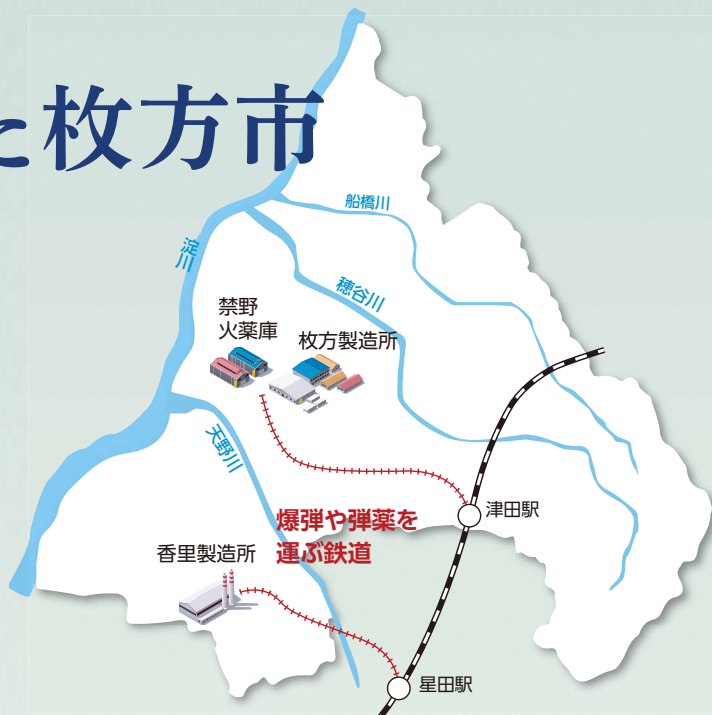 と枚方市
船橋川
淀川
穂谷川
禁野
火薬庫
枚方製造所
天野川
爆弾や弾薬を
運ぶ鉄道
津田駅
香里製造所
星田駅